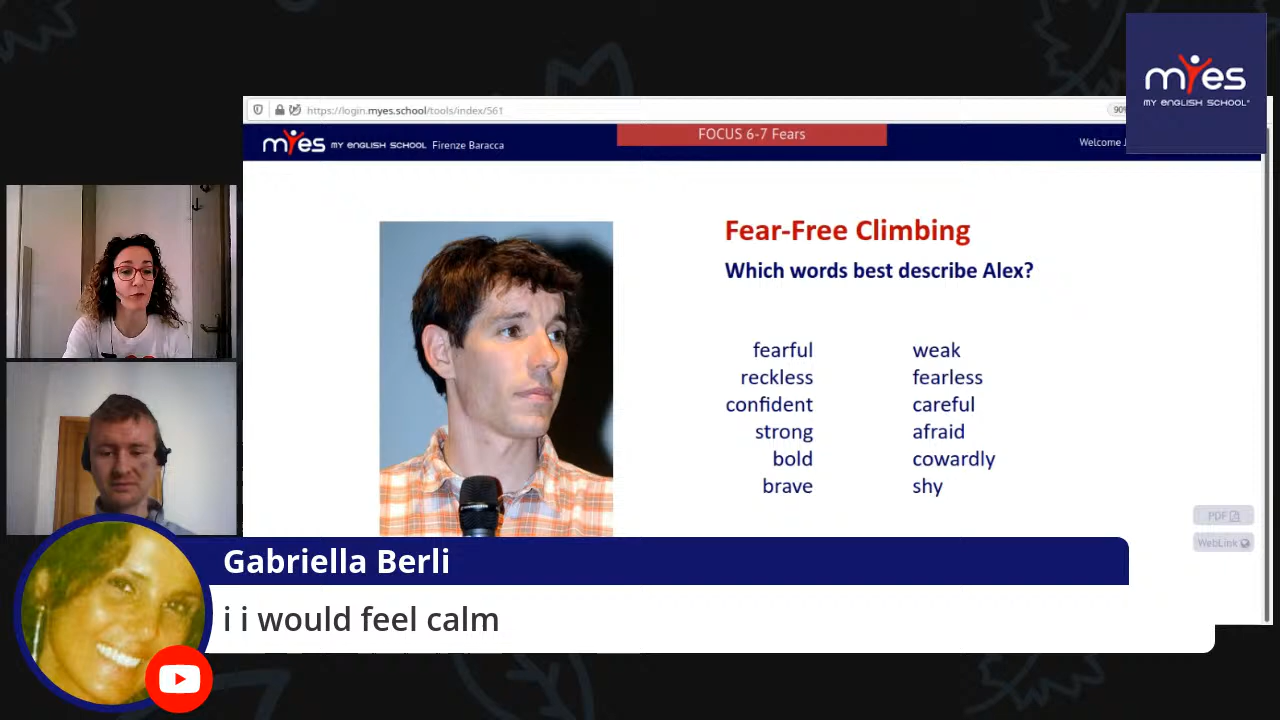 myes
MY ENGLISH SCHOOL®
https://login.myes.school/tools/index/561
90%
myes MY ENGLISH SCHOOL Firenze Baracca
FOCUS 6-7 Fears
Welcome J
Fear-Free Climbing
Which words best describe Alex?
fearful weak
reckless fearless
confident careful
strong afraid
bold cowardly
brave shy
PDF
WebLink
Gabriella Berli
i i would feel calm